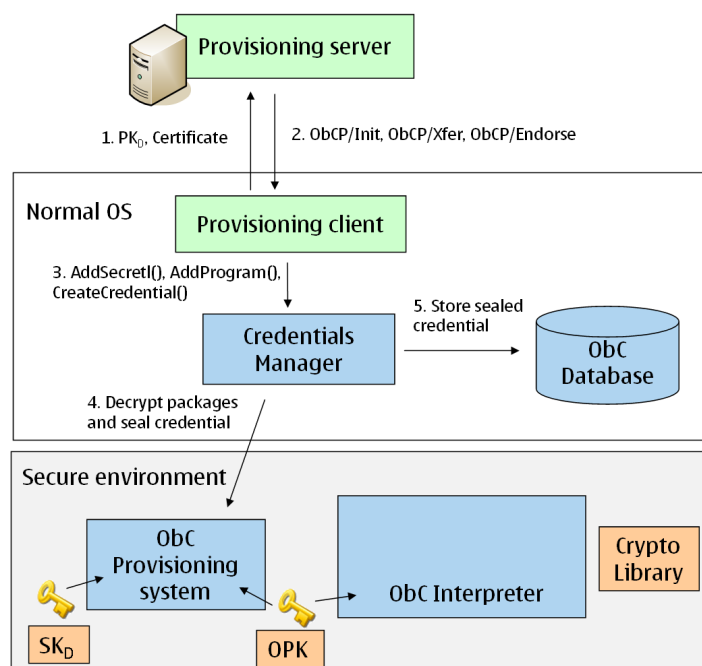 Provisioning server
1. PKD, Certificate
2. ObCP/Init, ObCP/Xfer, ObCP/Endorse
Normal OS
Provisioning client
3. AddSecretl(), AddProgram(),
CreateCredential()
5. Store sealed
credential
Credentials
Manager
ObC
Database
4. Decrypt packages
and seal credential
Secure environment
ObC
Provisioning
system
ObC Interpreter
Crypto
Library
SKD
OPK